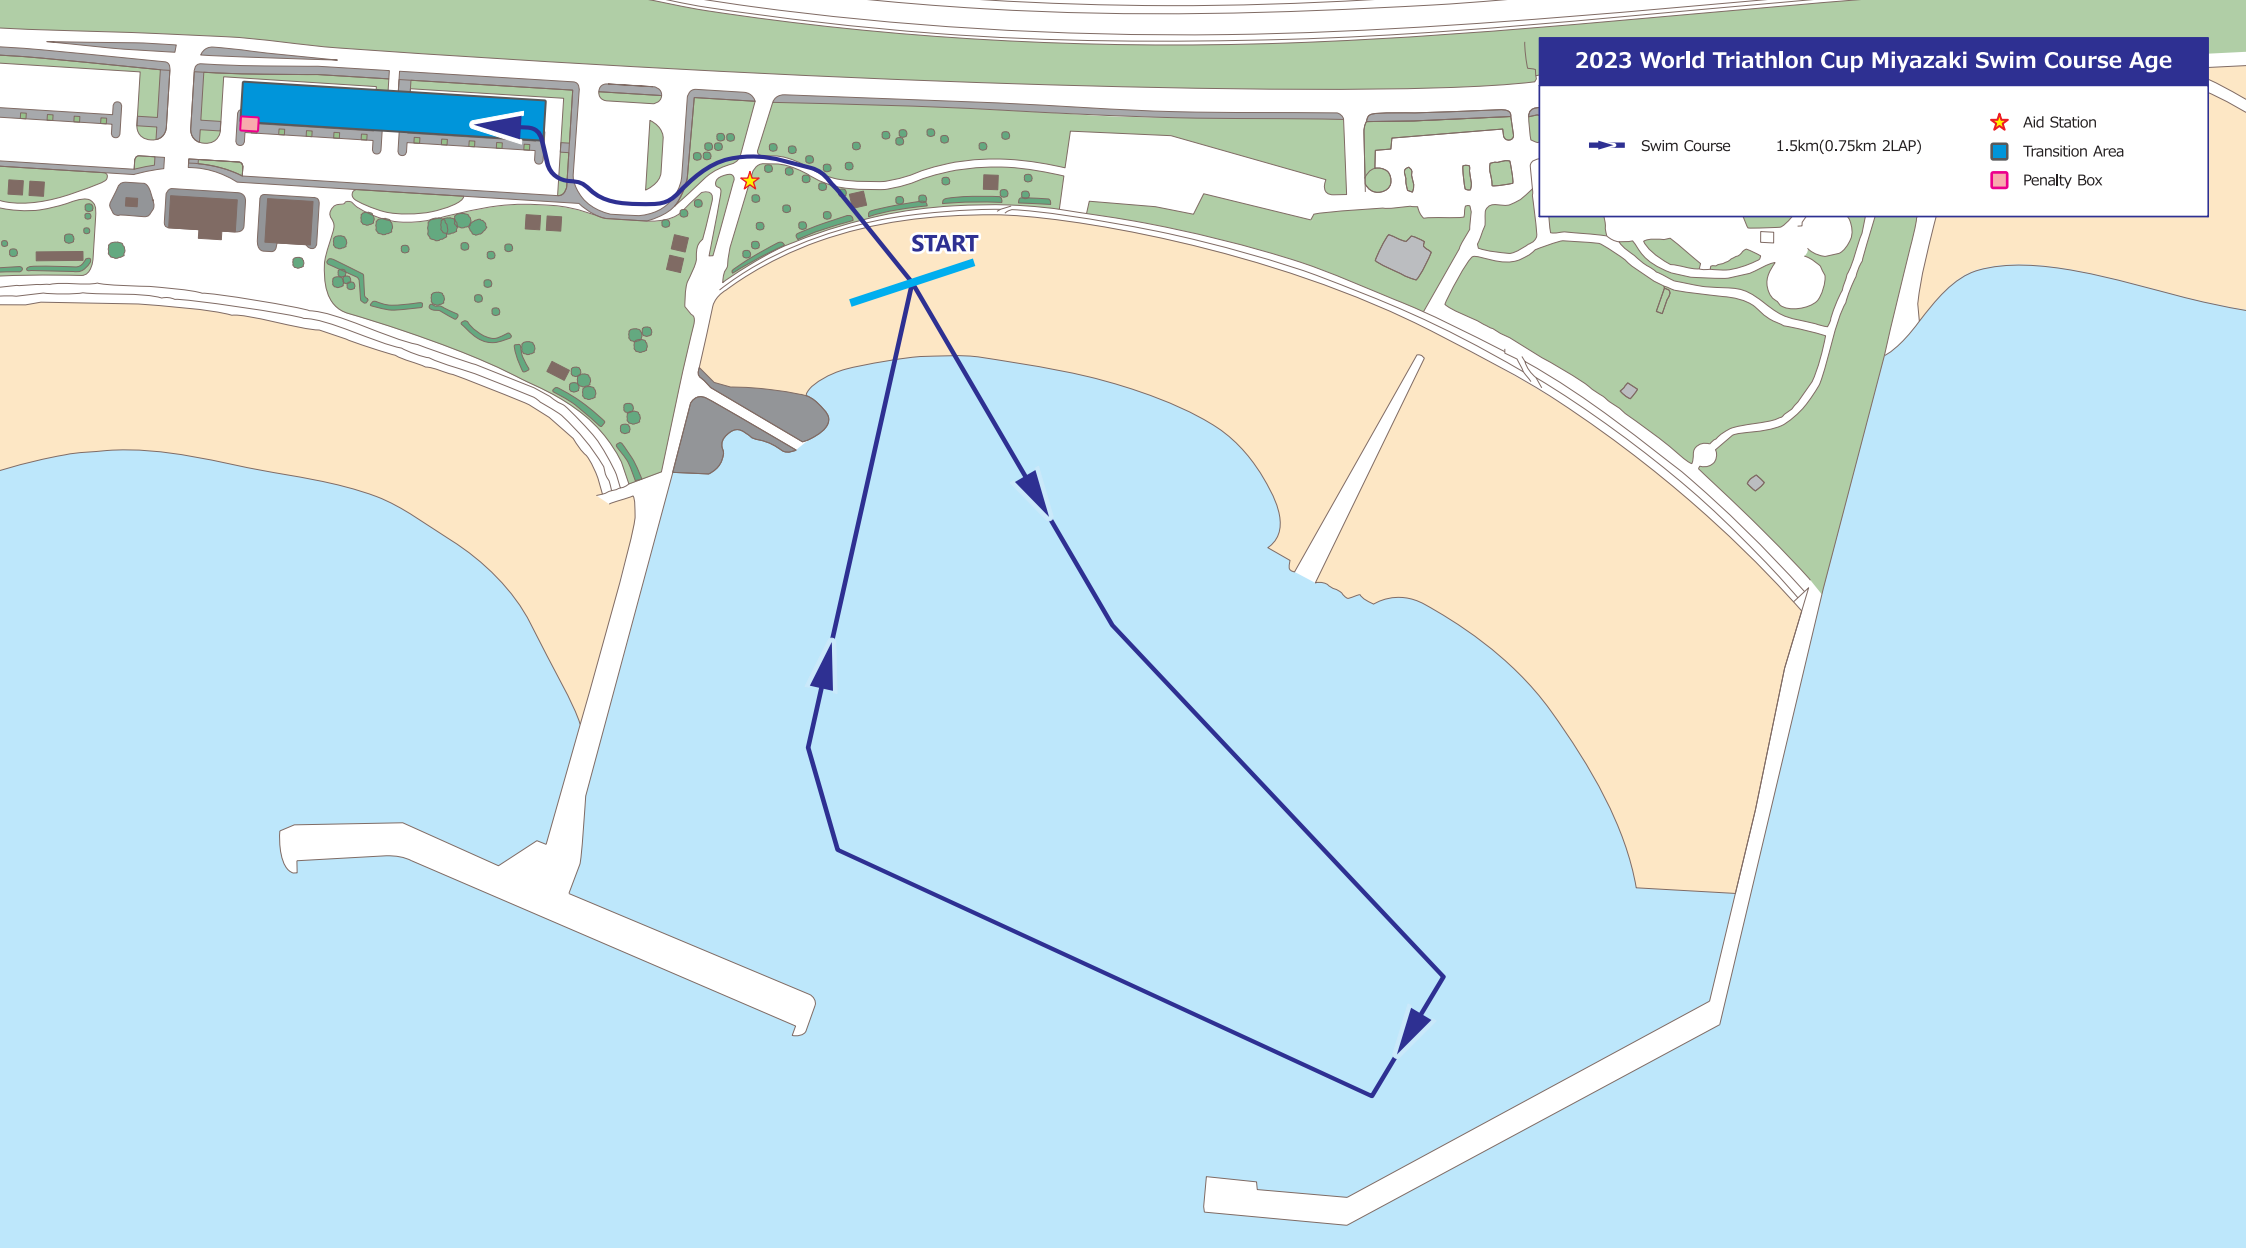 2023 World Triathlon Cup Miyazaki Swim Course Age
Swim Course 1.5km(0.75km 2LAP)
Aid Station
Transition Area
Penalty Box
START